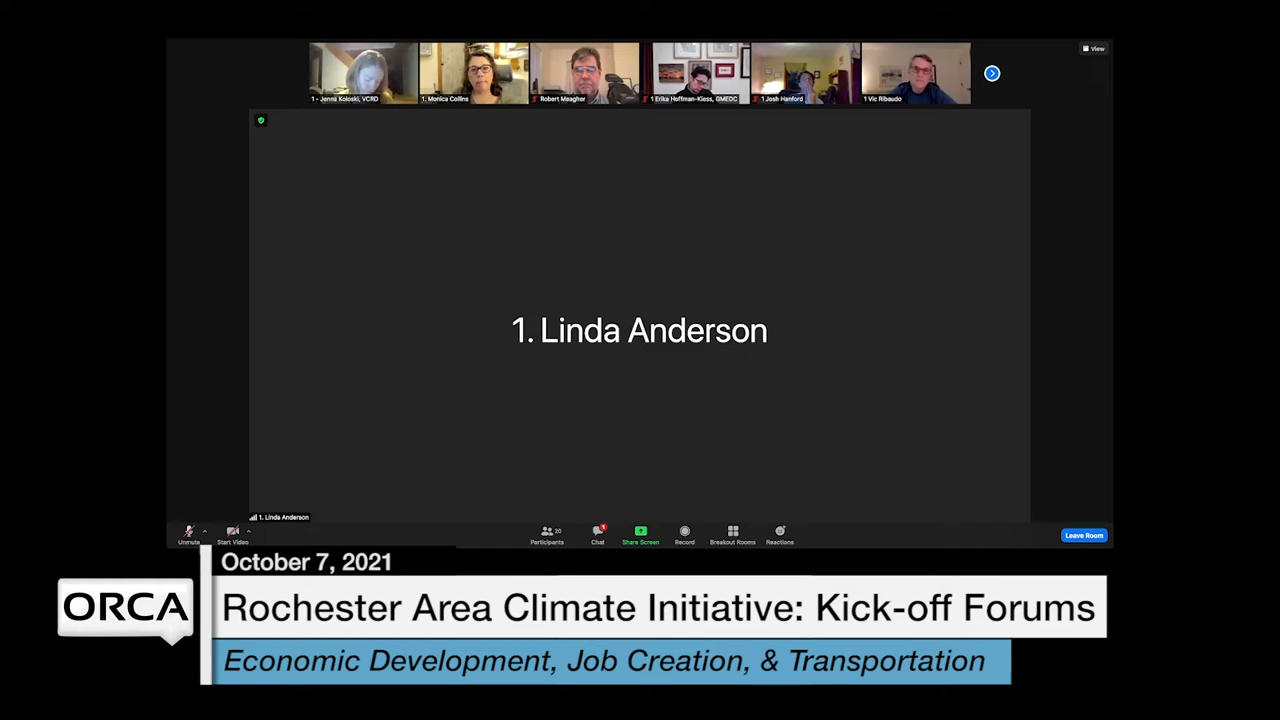 View
1 - Jenna Koloski, VCRD
1. Monica Collins
Robert Meagher
1 Erika Hoffman-Kiess, GMEDC
1 Josh Hanford
1 Vic Ribaudo
1. Linda Anderson
1. Linda Anderson
Unmute
Start Video
20
Participants
1
Chat
Share Screen
Record
Breakout Rooms
Reactions
Leave Room
October 7, 2021
ORCA
Rochester Area Climate Initiative: Kick-off Forums
Economic Development, Job Creation, & Transportation